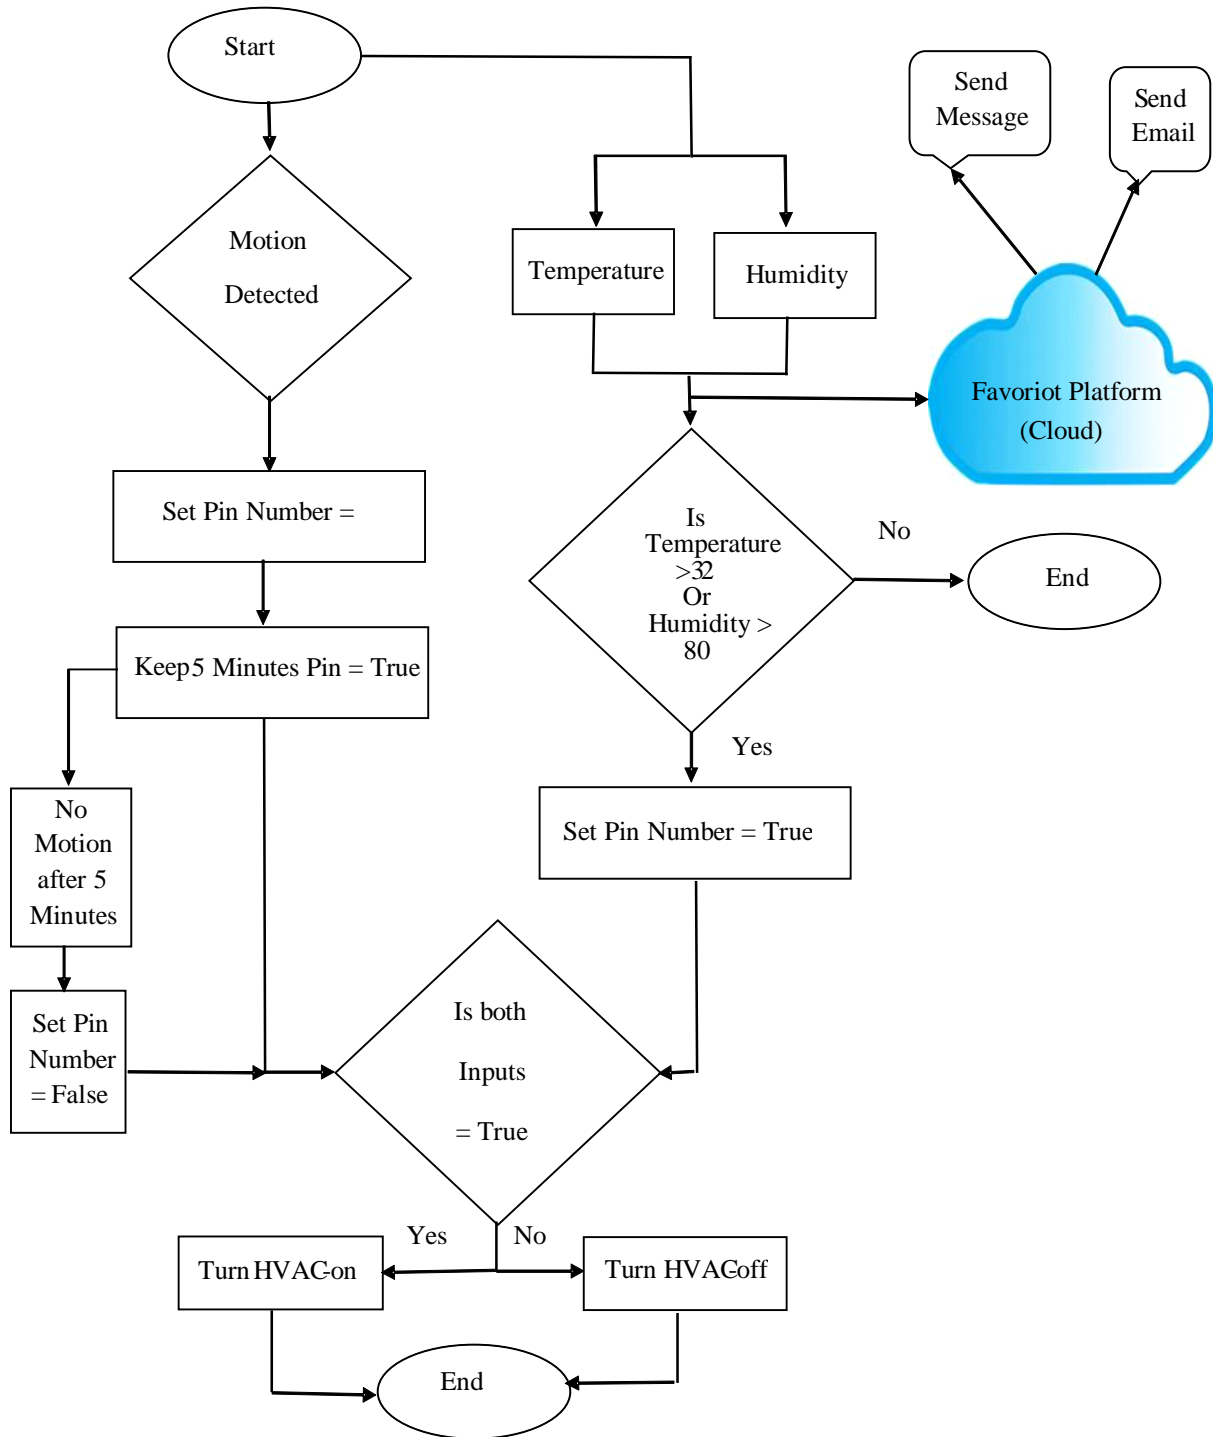 Start
Send
Message
Send
Email
Motion
Detected
Temperature
Humidity
Favoriot Platform
(Cloud)
Set Pin Number =
Is
Temperature
>32
Or
Humidity >
80
No
End
Keep 5 Minutes Pin = True
Yes
No
Motion
after 5
Minutes
Set Pin Number = True
Set Pin
Number
= False
Is both
Inputs
= True
Yes
No
Turn HVAC-on
Turn HVAC-off
End